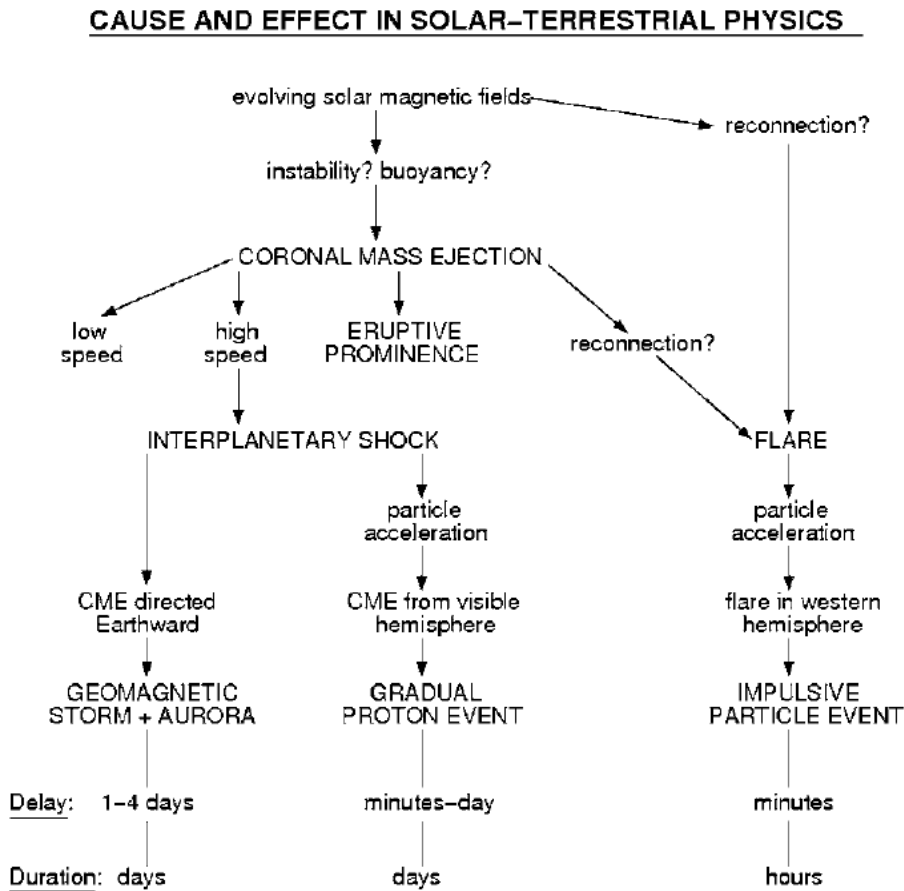 CAUSE AND EFFECT IN SOLAR–TERRESTRIAL PHYSICS
evolving solar magnetic fields
reconnection?
instability? buoyancy?
CORONAL MASS EJECTION
low
speed
high
speed
ERUPTIVE
PROMINENCE
reconnection?
INTERPLANETARY SHOCK
FLARE
particle
acceleration
particle
acceleration
CME directed
Earthward
CME from visible
hemisphere
flare in western
hemisphere
GEOMAGNETIC
STORM + AURORA
GRADUAL
PROTON EVENT
IMPULSIVE
PARTICLE EVENT
Delay: 1–4 days minutes–day minutes
Duration: days days hours